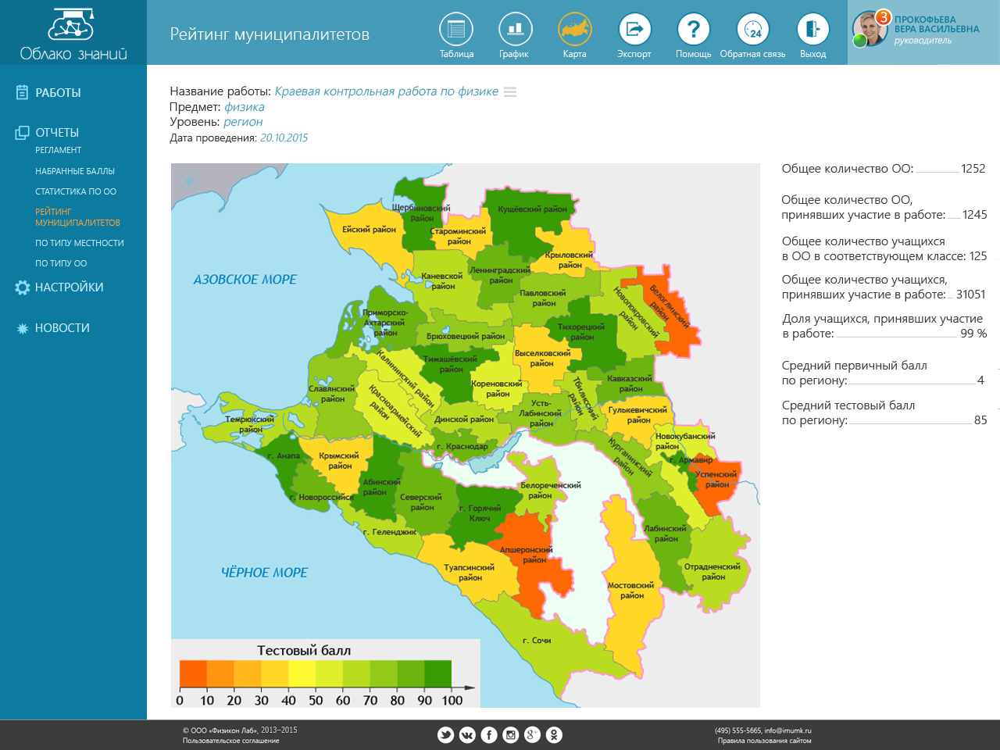 Облако знаний
Рейтинг муниципалитетов
Таблица
График
Карта
Экспорт
?
Помощь
24
Обратная связь
Выход
3
ПРОКОФЬЕВА
ВЕРА ВАСИЛЬЕВНА
руководитель
РАБОТЫ
ОТЧЕТЫ
РЕГЛАМЕНТ
НАБРАННЫЕ БАЛЛЫ
СТАТИСТИКА ПО ОО
РЕЙТИНГ
МУНИЦИПАЛИТЕТОВ
ПО ТИПУ МЕСТНОСТИ
ПО ТИПУ ОО
НАСТРОЙКИ
НОВОСТИ
Название работы: Краевая контрольная работа по физике
Предмет: физика
Уровень: регион
Дата проведения: 20.10.2015
Щербиновский
район
Кущёвский район
Ейский район
Староминский
район
Крыловский
район
Ленинградский
район
Каневской
район
АЗОВСКОЕ МОРЕ
Павловский
район
Новопокровский
район
Белоглинский
район
Приморско-
Ахтарский
район
Брюховецкий район
Тихорецкий
район
Тимашёвский
район
Выселковский
район
Калининский район
Кореновский
район
Тбилисский
район
Кавказский
район
Славянский
район
Красноармейский
район
Усть-
Лабинский
район
Гулькевичский
район
Темрюкский
район
Динской район
Новокубанский
район
г. Краснодар
Курганинский
район
г. Анапа
Крымский
район
г. Армавир
Успенский
район
Абинский
район
Белореченский
район
г. Новороссийск
Северский
район
г. Горячий
Ключ
г. Геленджик
Лабинский
район
Апшеронский
район
Туапсинский
район
Отрадненский
район
ЧЁРНОЕ МОРЕ
Мостовский
район
г. Сочи
Тестовый балл
0 10 20 30 40 50 60 70 80 90 100
Общее количество ОО: 1252
Общее количество ОО,
принявших участие в работе: 1245
Общее количество учащихся
в ОО в соответствующем классе: 125
Общее количество учащихся,
принявших участие в работе: 31051
Доля учащихся, принявших участие
в работе: 99 %
Средний первичный балл
по региону: 4
Средний тестовый балл
по региону: 85
© ООО «Физикон Лаб», 2013–2015
Пользовательское соглашение
(495) 555-5665, info@imumk.ru
Правила пользования сайтом